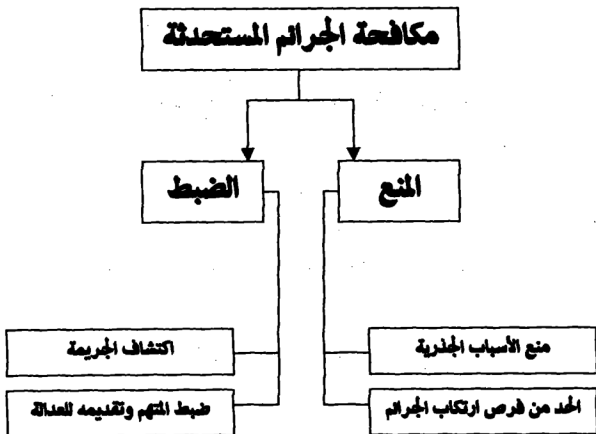 مكافحة الجرائم المستحدثة
المنع
الضبط
منع الأسباب الجذرية
اكتشاف الجريمة
الحد من فرص ارتكاب الجرائم
ضبط المتهم وتقديمه للعدالة